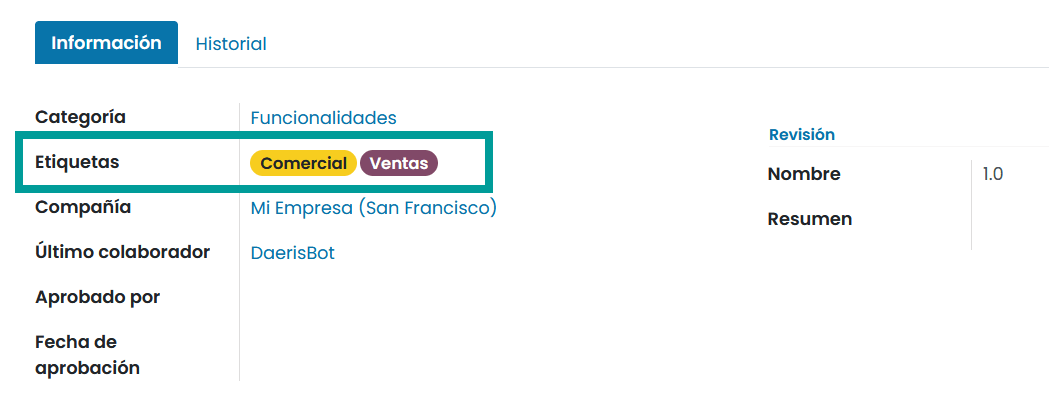 Información Historial
Categoría Funcionalidades
Etiquetas Comercial Ventas
Compañía Mi Empresa (San Francisco)
Último colaborador DaerisBot
Aprobado por
Fecha de
aprobación
Revisión
Nombre 1.0
Resumen